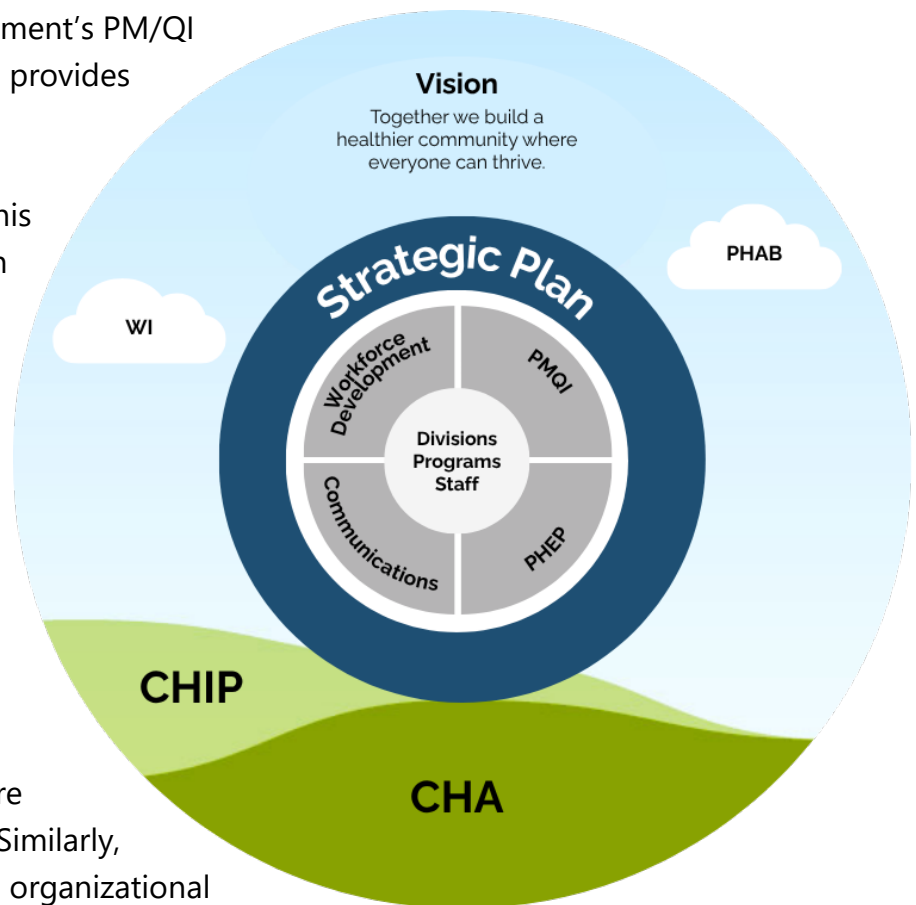 ment's PM/QI
provides
his
n
re
Similarly,
organizational
Vision
Together we build a
healthier community where
everyone can thrive.
WI
PHAB
Strategic Plan
Workforce
Development
PMQI
Divisions
Programs
Staff
Communications
PHEP
CHIP
CHA